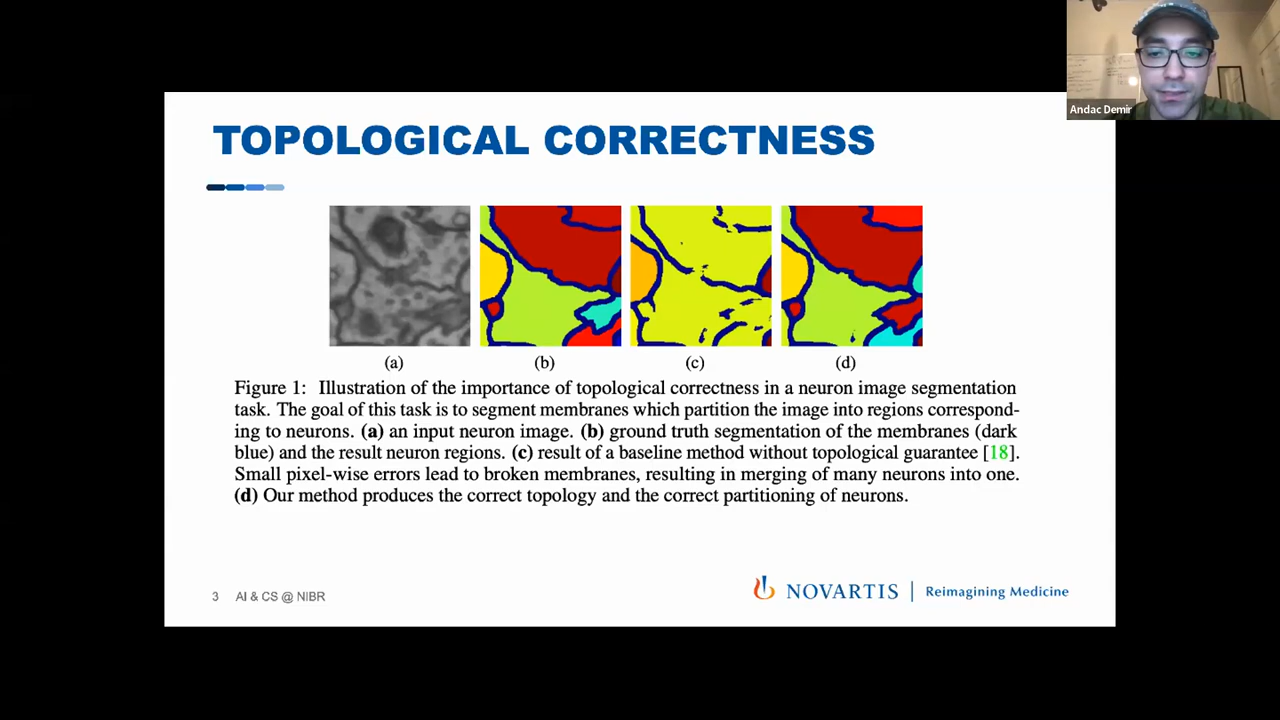 Andac Demir
TOPOLOGICAL CORRECTNESS
(a)
(b)
(c)
(d)
Figure 1: Illustration of the importance of topological correctness in a neuron image segmentation
task. The goal of this task is to segment membranes which partition the image into regions correspond-
ing to neurons. (a) an input neuron image. (b) ground truth segmentation of the membranes (dark
blue) and the result neuron regions. (c) result of a baseline method without topological guarantee [18].
Small pixel-wise errors lead to broken membranes, resulting in merging of many neurons into one.
(d) Our method produces the correct topology and the correct partitioning of neurons.
3 AI & CS @ NIBR
NOVARTIS | Reimagining Medicine